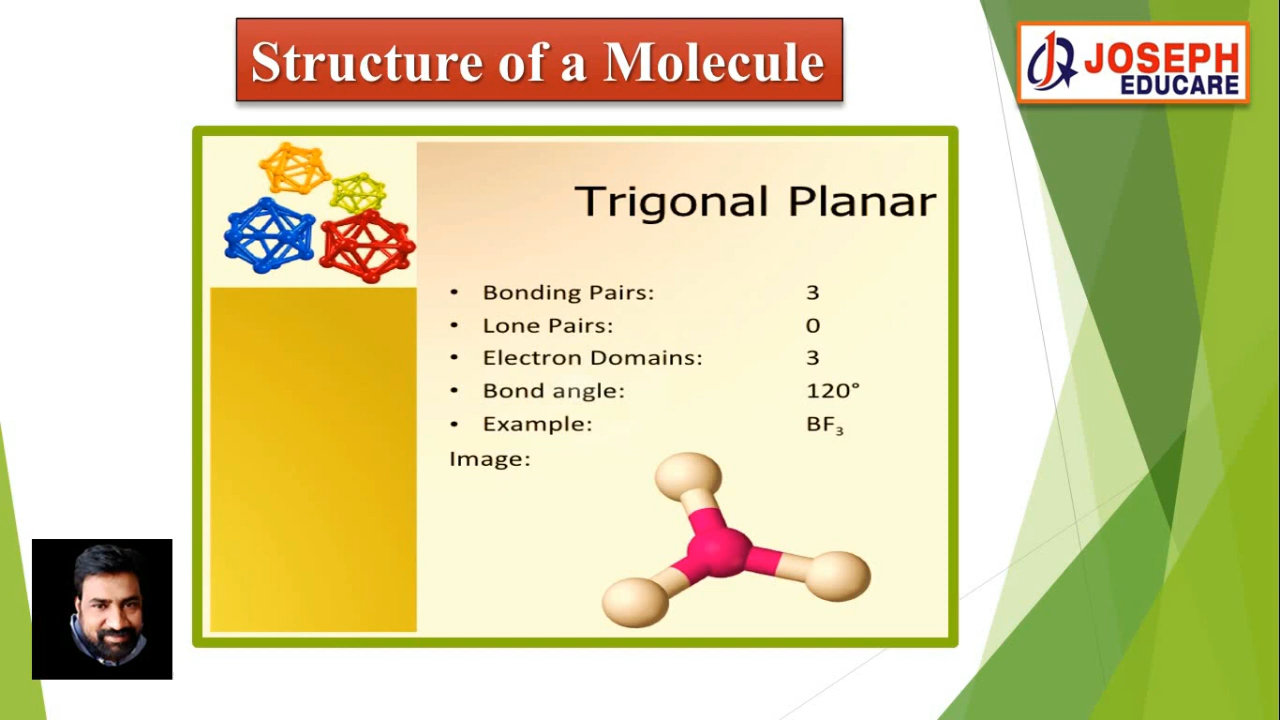 Structure of a Molecule
JOSEPH
EDUCARE
Trigonal Planar
• Bonding Pairs: 3
• Lone Pairs: 0
• Electron Domains: 3
• Bond angle: 120°
• Example: BF₃
Image: